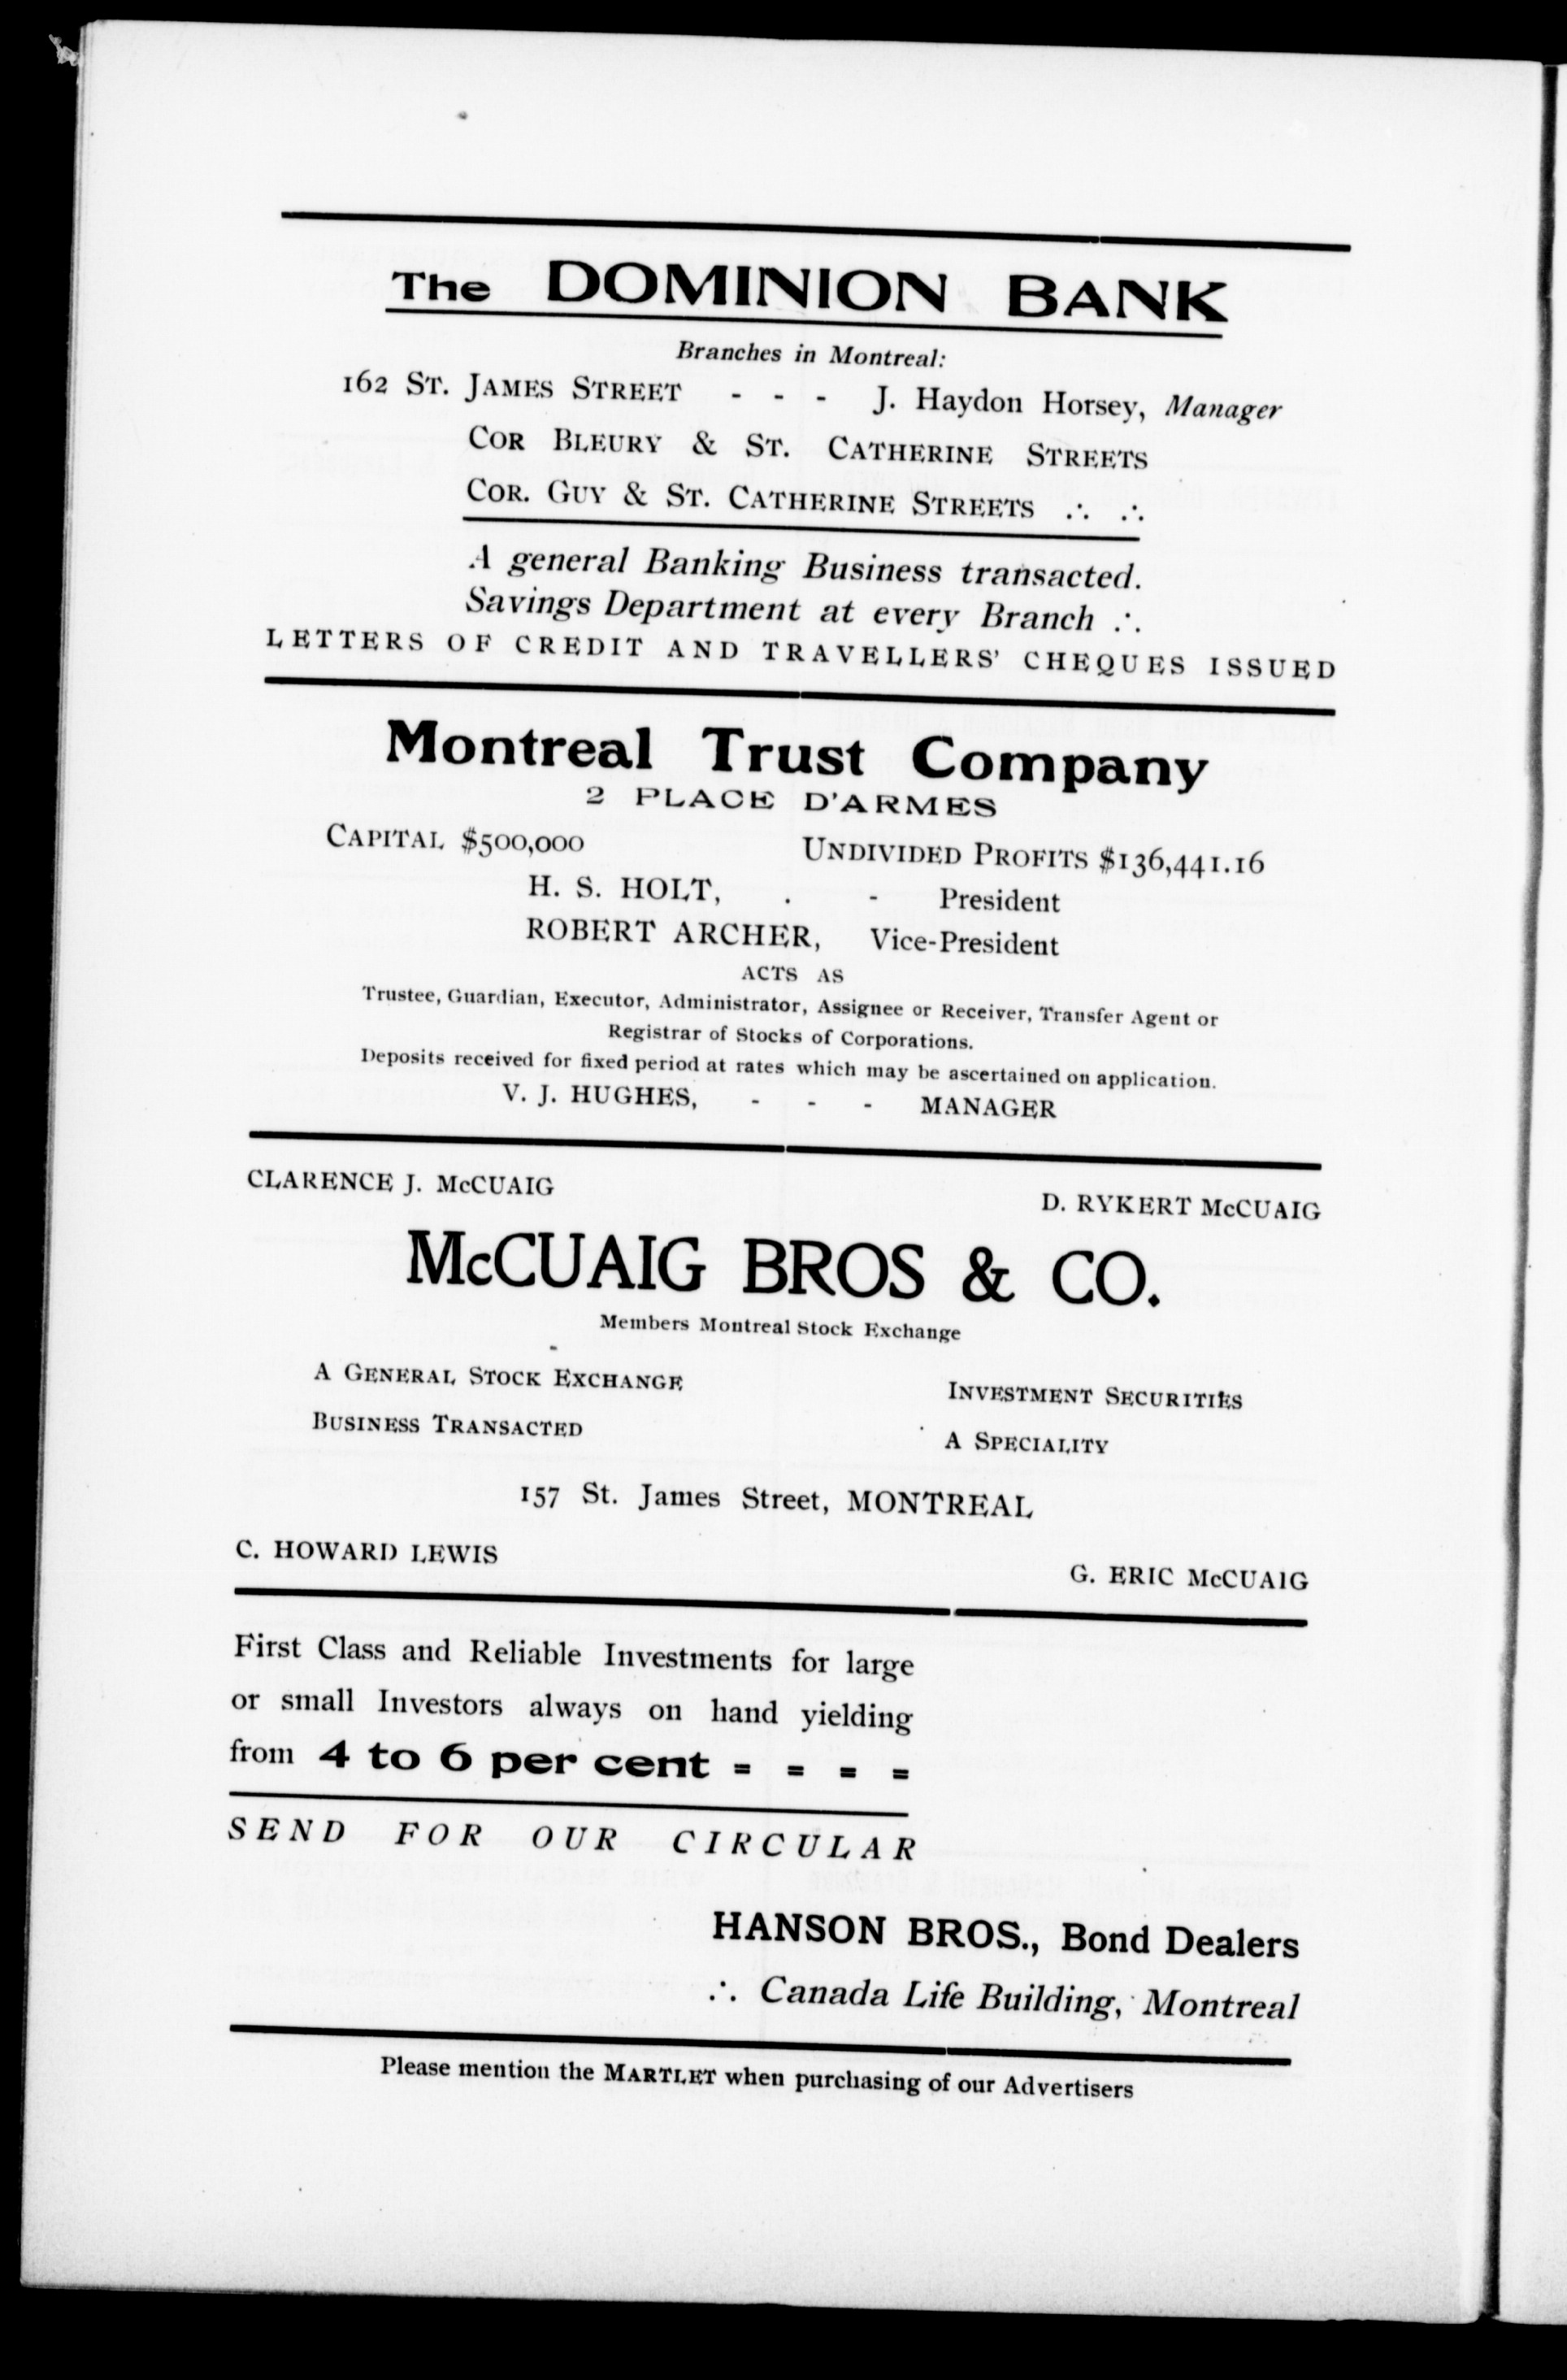 The DOMINION BANK
Branches in Montreal:
162 ST. JAMES STREET - - - J. Haydon Horsey, Manager
COR BLEURY & ST. CATHERINE STREETS
COR. GUY & ST. CATHERINE STREETS ∴ ∴
A general Banking Business transacted.
Savings Department at every Branch ∴
LETTERS OF CREDIT AND TRAVELLERS' CHEQUES ISSUED
Montreal Trust Company
2 PLACE D'ARMES
CAPITAL $500,000 UNDIVIDED PROFITS $136,441.16
H. S. HOLT, . - President
ROBERT ARCHER, Vice-President
ACTS AS
Trustee, Guardian, Executor, Administrator, Assignee or Receiver, Transfer Agent or
Registrar of Stocks of Corporations.
Deposits received for fixed period at rates which may be ascertained on application.
V. J. HUGHES, - - - MANAGER
CLARENCE J. McCUAIG D. RYKERT McCUAIG
McCUAIG BROS & CO.
Members Montreal Stock Exchange
A GENERAL STOCK EXCHANGE INVESTMENT SECURITIES
BUSINESS TRANSACTED A SPECIALITY
157 St. James Street, MONTREAL
C. HOWARD LEWIS G. ERIC McCUAIG
First Class and Reliable Investments for large
or small Investors always on hand yielding
from 4 to 6 per cent = = = =
SEND FOR OUR CIRCULAR
HANSON BROS., Bond Dealers
∴ Canada Life Building, Montreal
Please mention the MARTLET when purchasing of our Advertisers